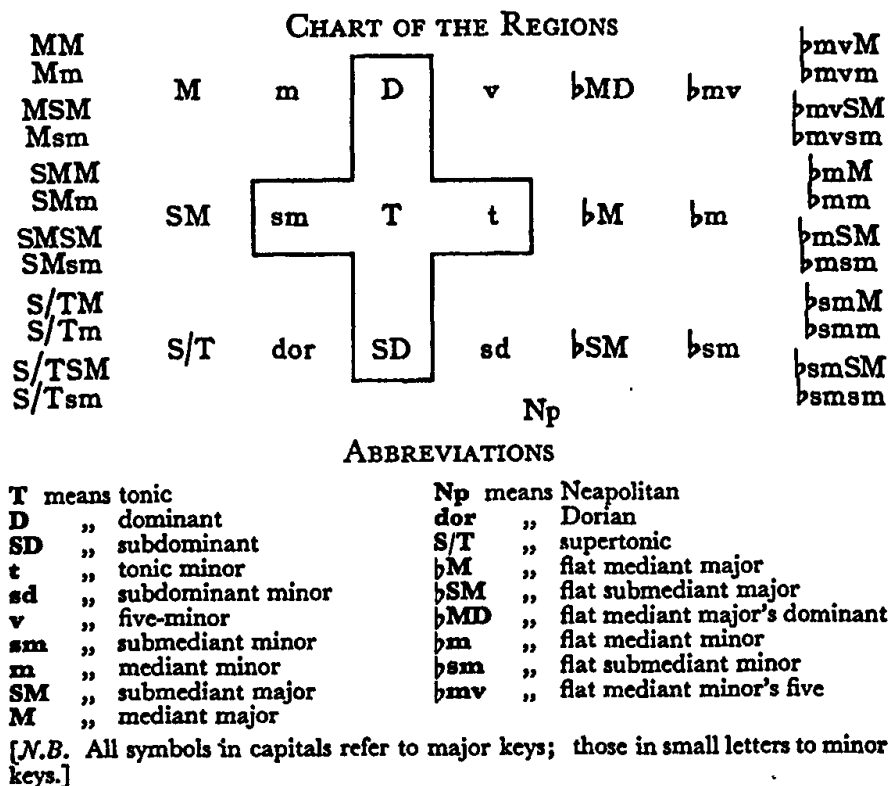 CHART OF THE REGIONS
MM
Mm
MSM
Msm
M m D v ♭MD ♭mv
♭mvM
♭mvm
♭mvSM
♭mvsm
SMM
SMm
SMSM
SMsm
SM sm T t ♭M ♭m
♭mM
♭mm
♭mSM
♭msm
S/TM
S/Tm
S/TSM
S/Tsm
S/T dor SD sd ♭SM ♭sm
♭smM
♭smm
♭smSM
♭smsm
Np
ABBREVIATIONS
T means tonic
D „ dominant
SD „ subdominant
t „ tonic minor
sd „ subdominant minor
v „ five-minor
sm „ submediant minor
m „ mediant minor
SM „ submediant major
M „ mediant major
Np means Neapolitan
dor „ Dorian
S/T „ supertonic
♭M „ flat mediant major
♭SM „ flat submediant major
♭MD „ flat mediant major's dominant
♭m „ flat mediant minor
♭sm „ flat submediant minor
♭mv „ flat mediant minor's five
[N.B. All symbols in capitals refer to major keys; those in small letters to minor
keys.]